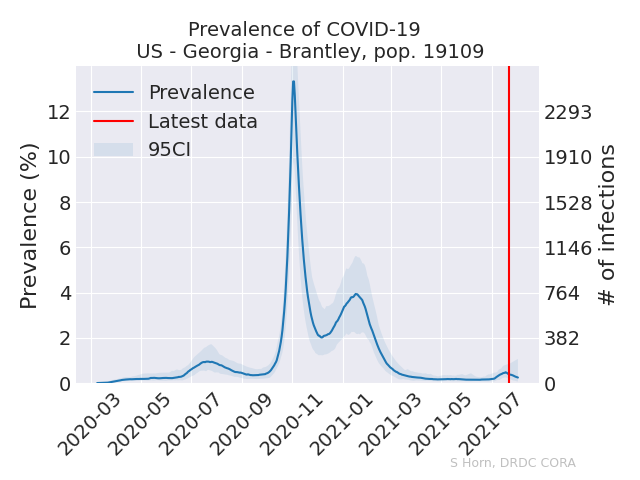 Prevalence of COVID-19
US - Georgia - Brantley, pop. 19109
Prevalence
Latest data
95CI
Prevalence (%)
12
10
8
6
4
2
0
2293
1910
1528
1146
764
382
0
# of infections
2020-03
2020-05
2020-07
2020-09
2020-11
2021-01
2021-03
2021-05
2021-07
S Horn, DRDC CORA